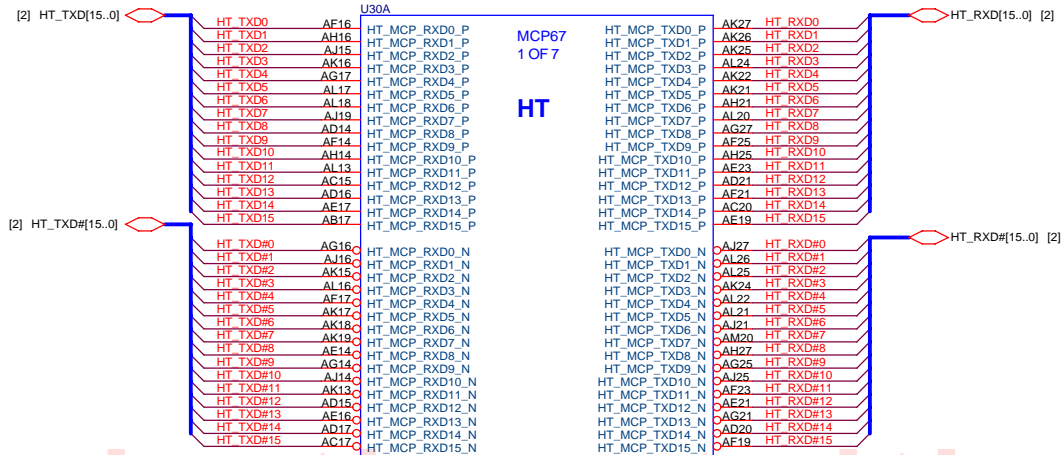 U30A
[2] HT_TXD[15..0]
HT_RXD[15..0] [2]
MCP67
1 OF 7
HT
HT_TXD0 AF16 HT_MCP_RXD0_P HT_MCP_TXD0_P AK27 HT_RXD0
HT_TXD1 AH16 HT_MCP_RXD1_P HT_MCP_TXD1_P AK26 HT_RXD1
HT_TXD2 AJ15 HT_MCP_RXD2_P HT_MCP_TXD2_P AK25 HT_RXD2
HT_TXD3 AK16 HT_MCP_RXD3_P HT_MCP_TXD3_P AL24 HT_RXD3
HT_TXD4 AG17 HT_MCP_RXD4_P HT_MCP_TXD4_P AK22 HT_RXD4
HT_TXD5 AL17 HT_MCP_RXD5_P HT_MCP_TXD5_P AK21 HT_RXD5
HT_TXD6 AL18 HT_MCP_RXD6_P HT_MCP_TXD6_P AH21 HT_RXD6
HT_TXD7 AJ19 HT_MCP_RXD7_P HT_MCP_TXD7_P AL20 HT_RXD7
HT_TXD8 AD14 HT_MCP_RXD8_P HT_MCP_TXD8_P AG27 HT_RXD8
HT_TXD9 AF14 HT_MCP_RXD9_P HT_MCP_TXD9_P AF25 HT_RXD9
HT_TXD10 AH14 HT_MCP_RXD10_P HT_MCP_TXD10_P AH25 HT_RXD10
HT_TXD11 AL13 HT_MCP_RXD11_P HT_MCP_TXD11_P AE23 HT_RXD11
HT_TXD12 AC15 HT_MCP_RXD12_P HT_MCP_TXD12_P AD21 HT_RXD12
HT_TXD13 AD16 HT_MCP_RXD13_P HT_MCP_TXD13_P AF21 HT_RXD13
HT_TXD14 AE17 HT_MCP_RXD14_P HT_MCP_TXD14_P AC20 HT_RXD14
HT_TXD15 AB17 HT_MCP_RXD15_P HT_MCP_TXD15_P AE19 HT_RXD15
[2] HT_TXD#[15..0]
HT_RXD#[15..0] [2]
HT_TXD#0 AG16 HT_MCP_RXD0_N HT_MCP_TXD0_N AJ27 HT_RXD#0
HT_TXD#1 AJ16 HT_MCP_RXD1_N HT_MCP_TXD1_N AL26 HT_RXD#1
HT_TXD#2 AK15 HT_MCP_RXD2_N HT_MCP_TXD2_N AL25 HT_RXD#2
HT_TXD#3 AL16 HT_MCP_RXD3_N HT_MCP_TXD3_N AK24 HT_RXD#3
HT_TXD#4 AF17 HT_MCP_RXD4_N HT_MCP_TXD4_N AL22 HT_RXD#4
HT_TXD#5 AK17 HT_MCP_RXD5_N HT_MCP_TXD5_N AL21 HT_RXD#5
HT_TXD#6 AK18 HT_MCP_RXD6_N HT_MCP_TXD6_N AJ21 HT_RXD#6
HT_TXD#7 AK19 HT_MCP_RXD7_N HT_MCP_TXD7_N AM20 HT_RXD#7
HT_TXD#8 AE14 HT_MCP_RXD8_N HT_MCP_TXD8_N AH27 HT_RXD#8
HT_TXD#9 AG14 HT_MCP_RXD9_N HT_MCP_TXD9_N AG25 HT_RXD#9
HT_TXD#10 AJ14 HT_MCP_RXD10_N HT_MCP_TXD10_N AJ25 HT_RXD#10
HT_TXD#11 AK13 HT_MCP_RXD11_N HT_MCP_TXD11_N AF23 HT_RXD#11
HT_TXD#12 AD15 HT_MCP_RXD12_N HT_MCP_TXD12_N AE21 HT_RXD#12
HT_TXD#13 AE16 HT_MCP_RXD13_N HT_MCP_TXD13_N AG21 HT_RXD#13
HT_TXD#14 AD17 HT_MCP_RXD14_N HT_MCP_TXD14_N AD20 HT_RXD#14
HT_TXD#15 AC17 HT_MCP_RXD15_N HT_MCP_TXD15_N AF19 HT_RXD#15